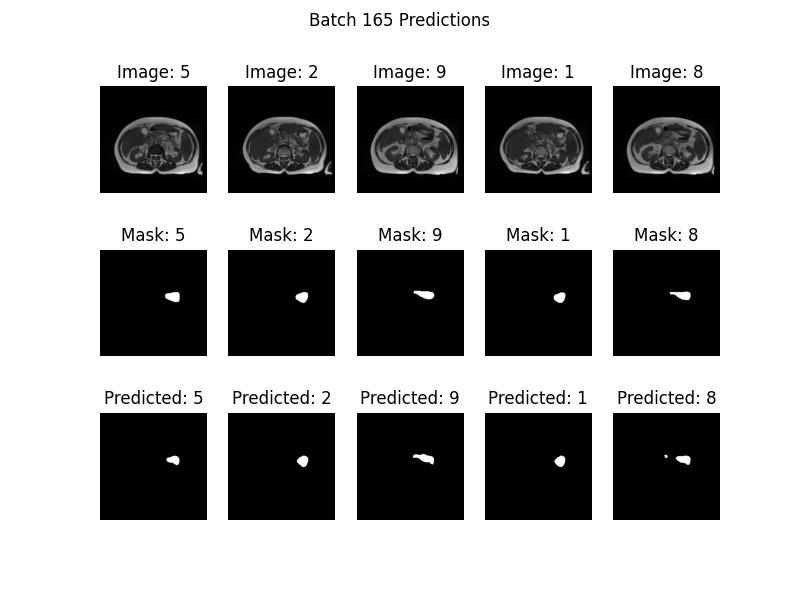 Batch 165 Predictions
Image: 5 Image: 2 Image: 9 Image: 1 Image: 8
Mask: 5 Mask: 2 Mask: 9 Mask: 1 Mask: 8
Predicted: 5 Predicted: 2 Predicted: 9 Predicted: 1 Predicted: 8